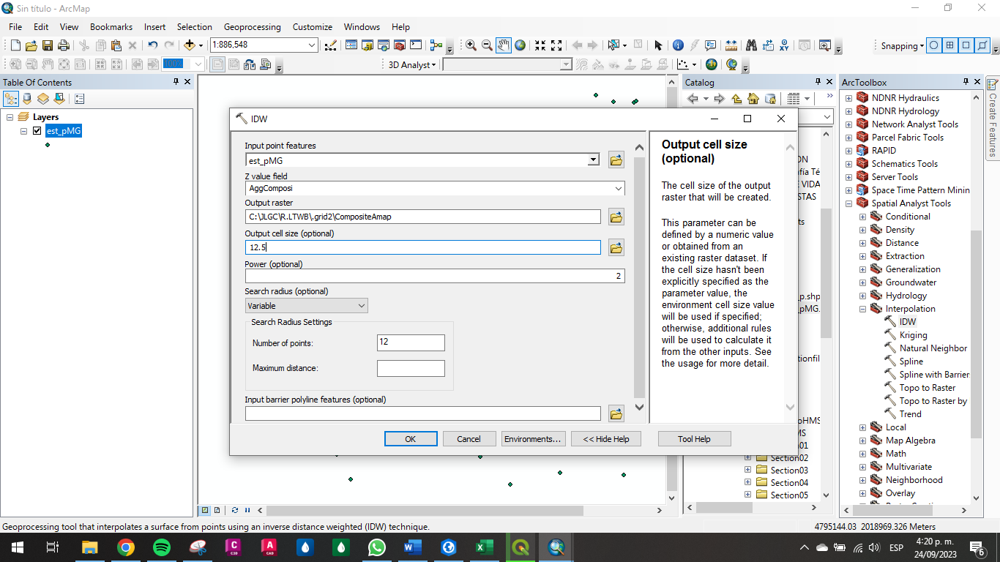 Sin título - ArcMap
File Edit View Bookmarks Insert Selection Geoprocessing Customize Windows Help
1:886,548
Snapping
100%
3D Analyst
Table Of Contents
Layers
est_pMG
IDW
Input point features
est_pMG
Z value field
AggComposi
Output raster
C:\JLGC\R.LTWB\.grid2\CompositeAmap
Output cell size (optional)
12.5
Power (optional)
2
Search radius (optional)
Variable
Search Radius Settings
Number of points:
12
Maximum distance:
Input barrier polyline features (optional)
OK Cancel Environments... << Hide Help Tool Help
Output cell size
(optional)
The cell size of the output
raster that will be created.
This parameter can be
defined by a numeric value
or obtained from an
existing raster dataset. If
the cell size hasn't been
explicitly specified as the
parameter value, the
environment cell size value
will be used if specified;
otherwise, additional rules
will be used to calculate it
from the other inputs. See
the usage for more detail.
Catalog
ON
fía Té
E VIDA
STAS
ts
_p.shp
_pMG.
tionfil
oHMS
MS
01
Section02
Section03
Section04
Section05
ArcToolbox
NDNR Hydraulics
NDNR Hydrology
Network Analyst Tools
Parcel Fabric Tools
RAPID
Schematics Tools
Server Tools
Space Time Pattern Minin
Spatial Analyst Tools
Conditional
Density
Distance
Extraction
Generalization
Groundwater
Hydrology
Interpolation
IDW
Kriging
Natural Neighbor
Spline
Spline with Barrier
Topo to Raster
Topo to Raster by
Trend
Local
Map Algebra
Math
Multivariate
Neighborhood
Overlay
Create Features
Geoprocessing tool that interpolates a surface from points using an inverse distance weighted (IDW) technique.
4795144.03 2018969.326 Meters
ESP
4:20 p. m.
24/09/2023
6